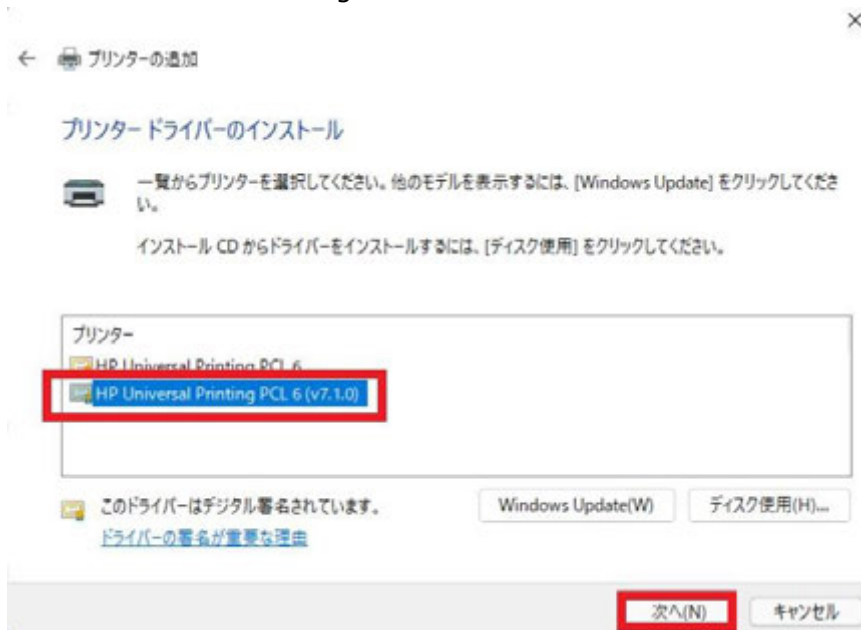 プリンターの追加
プリンター ドライバーのインストール
一覧からプリンターを選択してください。他のモデルを表示するには、[Windows Update] をクリックしてくださ
い。
インストール CD からドライバーをインストールするには、[ディスク使用] をクリックしてください。
プリンター
HP Universal Printing PCL 6
HP Universal Printing PCL 6 (v7.1.0)
このドライバーはデジタル署名されています。
Windows Update(W)
ディスク使用(H)...
ドライバーの署名が重要な理由
次へ(N)
キャンセル